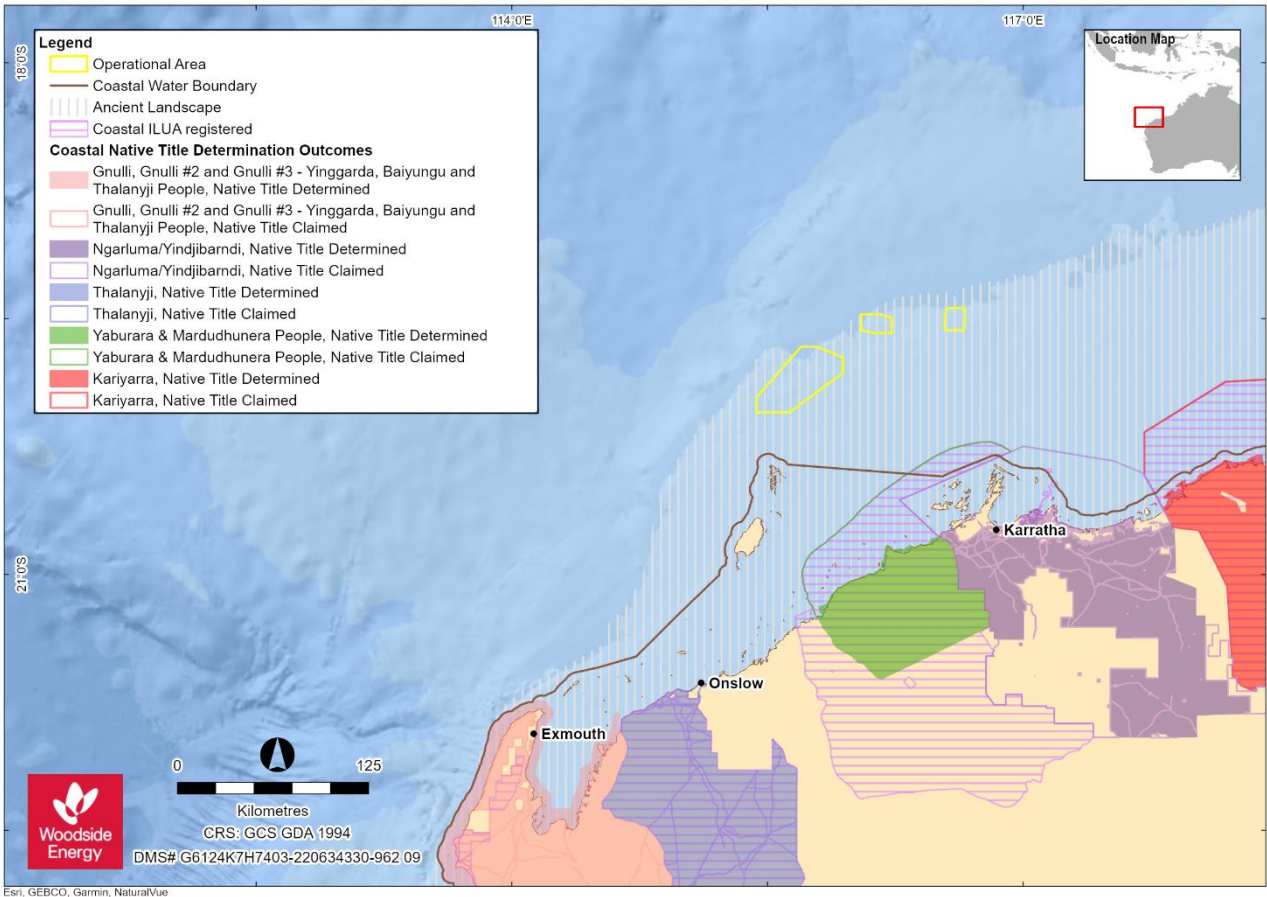 114°0'E
117°0'E
18°0'S
21°0'S
Legend
Operational Area
Coastal Water Boundary
Ancient Landscape
Coastal ILUA registered
Coastal Native Title Determination Outcomes
Gnulli, Gnulli #2 and Gnulli #3 - Yinggarda, Baiyungu and
Thalanyji People, Native Title Determined
Gnulli, Gnulli #2 and Gnulli #3 - Yinggarda, Baiyungu and
Thalanyji People, Native Title Claimed
Ngarluma/Yindjibarndi, Native Title Determined
Ngarluma/Yindjibarndi, Native Title Claimed
Thalanyji, Native Title Determined
Thalanyji, Native Title Claimed
Yaburara & Mardudhunera People, Native Title Determined
Yaburara & Mardudhunera People, Native Title Claimed
Kariyarra, Native Title Determined
Kariyarra, Native Title Claimed
Location Map
Karratha
Onslow
Exmouth
0 125
Kilometres
CRS: GCS GDA 1994
DMS# G6124K7H7403-220634330-962 09
Woodside
Energy
Esri, GEBCO, Garmin, NaturalVue